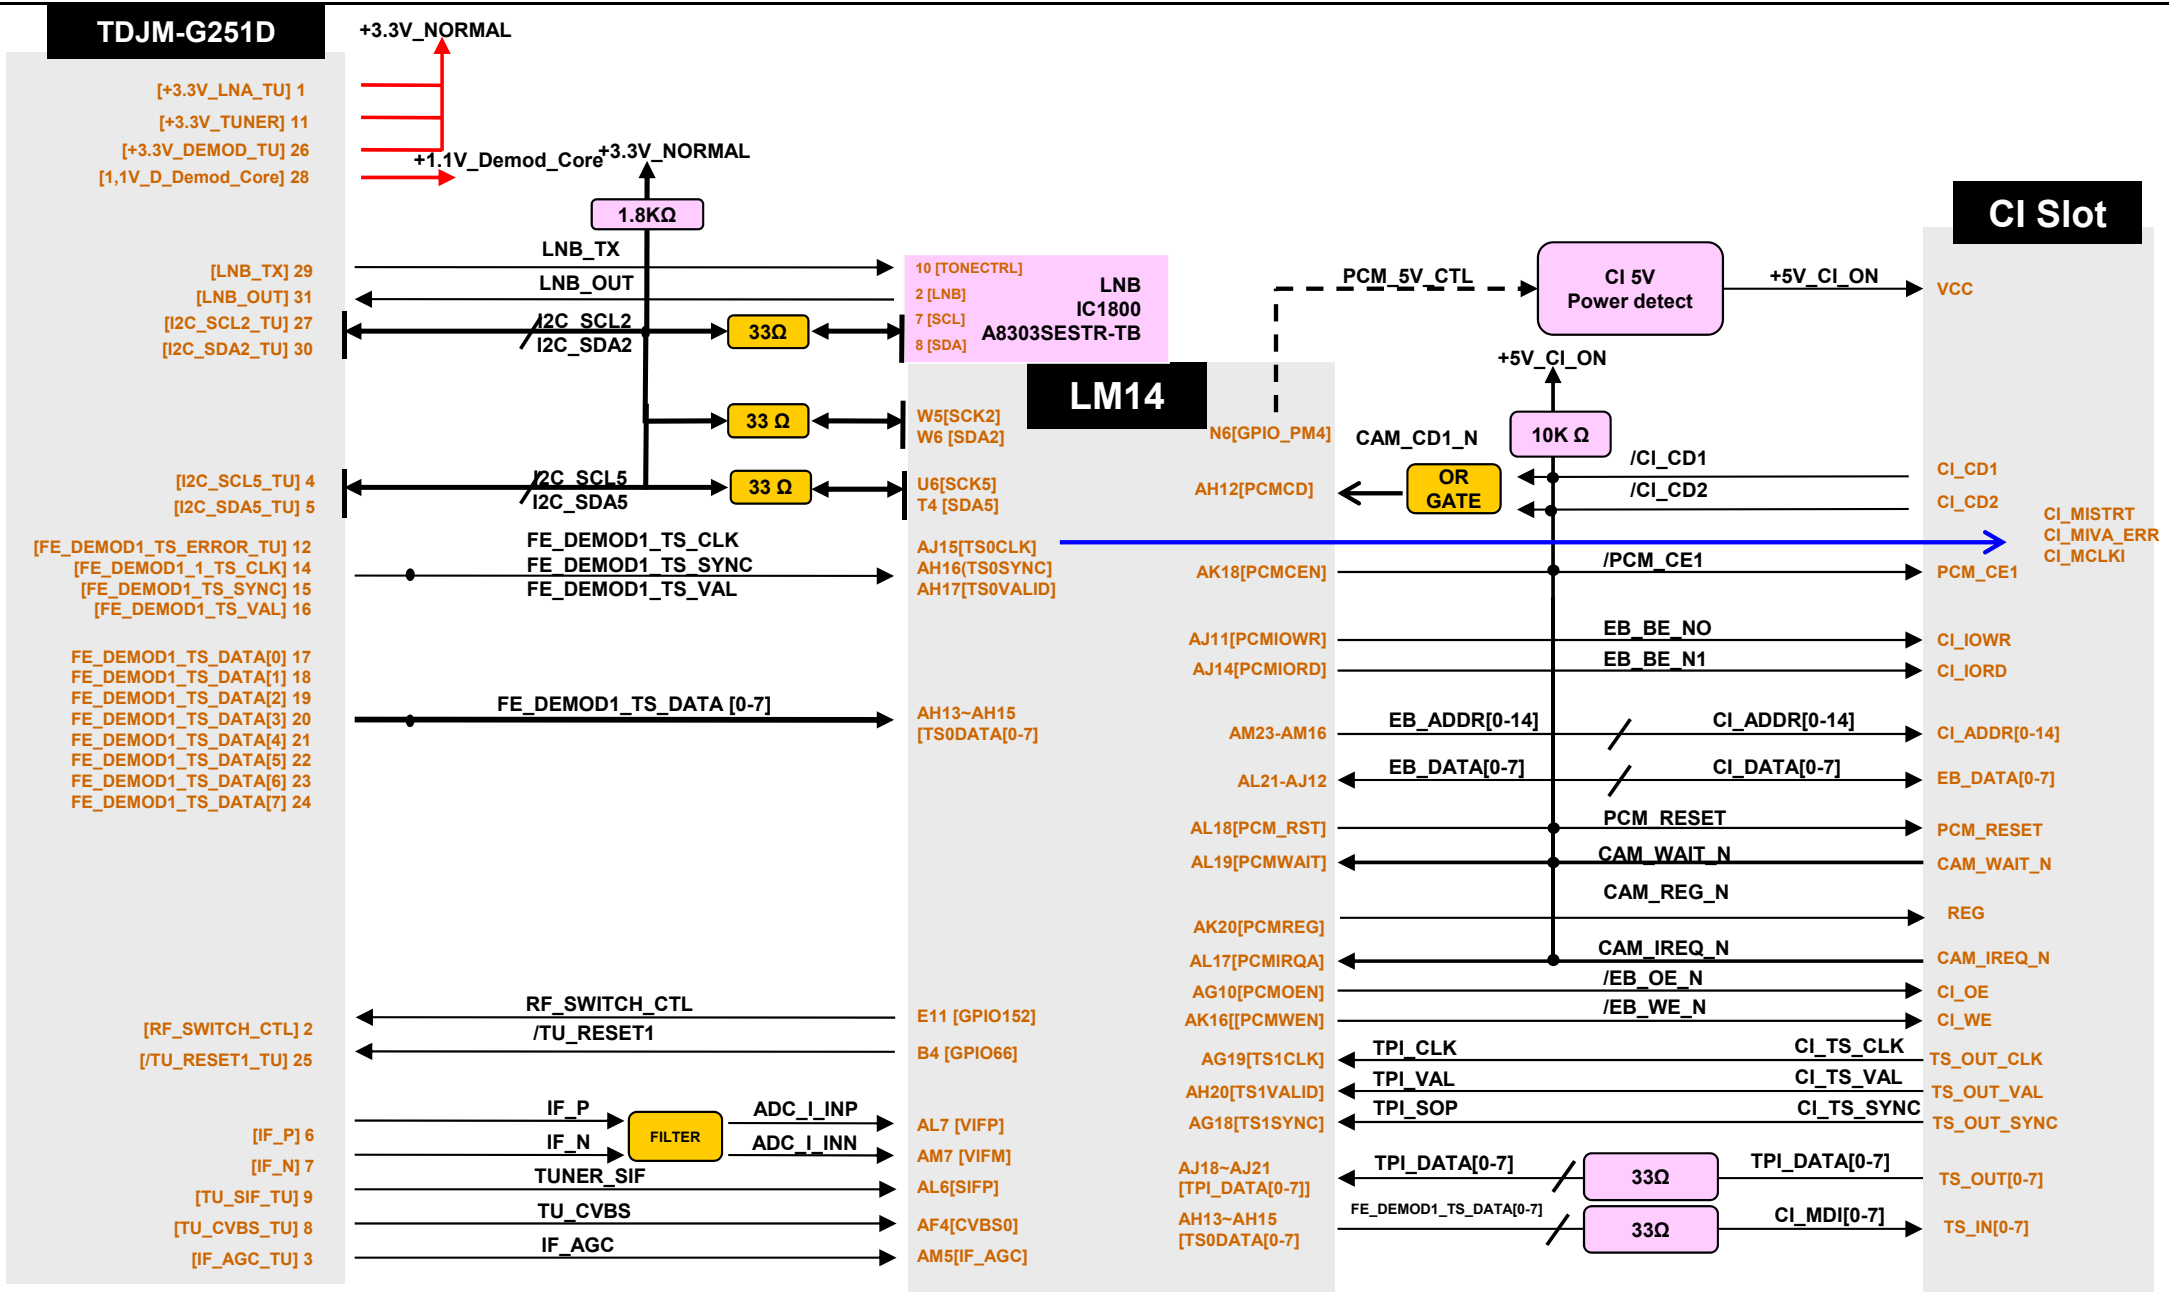 TDJM-G251D
+3.3V_NORMAL
[+3.3V_LNA_TU] 1
[+3.3V_TUNER] 11
[+3.3V_DEMOD_TU] 26
[1,1V_D_Demod_Core] 28
+1.1V_Demod_Core
+3.3V_NORMAL
1.8KΩ
[LNB_TX] 29
[LNB_OUT] 31
[I2C_SCL2_TU] 27
[I2C_SDA2_TU] 30
LNB_TX
LNB_OUT
I2C_SCL2
I2C_SDA2
33Ω
10 [TONECTRL]
2 [LNB]
7 [SCL]
8 [SDA]
LNB
IC1800
A8303SESTR-TB
LM14
33 Ω
W5[SCK2]
W6 [SDA2]
[I2C_SCL5_TU] 4
[I2C_SDA5_TU] 5
I2C_SCL5
I2C_SDA5
33 Ω
U6[SCK5]
T4 [SDA5]
[FE_DEMOD1_TS_ERROR_TU] 12
[FE_DEMOD1_1_TS_CLK] 14
[FE_DEMOD1_TS_SYNC] 15
[FE_DEMOD1_TS_VAL] 16
FE_DEMOD1_TS_CLK
FE_DEMOD1_TS_SYNC
FE_DEMOD1_TS_VAL
AJ15[TS0CLK]
AH16(TS0SYNC]
AH17[TS0VALID]
FE_DEMOD1_TS_DATA[0] 17
FE_DEMOD1_TS_DATA[1] 18
FE_DEMOD1_TS_DATA[2] 19
FE_DEMOD1_TS_DATA[3] 20
FE_DEMOD1_TS_DATA[4] 21
FE_DEMOD1_TS_DATA[5] 22
FE_DEMOD1_TS_DATA[6] 23
FE_DEMOD1_TS_DATA[7] 24
FE_DEMOD1_TS_DATA [0-7]
AH13~AH15
[TS0DATA[0-7]
[RF_SWITCH_CTL] 2
[/TU_RESET1_TU] 25
RF_SWITCH_CTL
/TU_RESET1
E11 [GPIO152]
B4 [GPIO66]
[IF_P] 6
[IF_N] 7
[TU_SIF_TU] 9
[TU_CVBS_TU] 8
[IF_AGC_TU] 3
IF_P
IF_N
FILTER
ADC_I_INP
ADC_I_INN
TUNER_SIF
TU_CVBS
IF_AGC
AL7 [VIFP]
AM7 [VIFM]
AL6[SIFP]
AF4[CVBS0]
AM5[IF_AGC]
CI Slot
PCM_5V_CTL
CI 5V
Power detect
+5V_CI_ON
VCC
+5V_CI_ON
10K Ω
N6[GPIO_PM4]
CAM_CD1_N
OR
GATE
/CI_CD1
/CI_CD2
AH12[PCMCD]
CI_CD1
CI_CD2
CI_MISTRT
CI_MIVA_ERR
CI_MCLKI
AK18[PCMCEN]
/PCM_CE1
PCM_CE1
AJ11[PCMIOWR]
EB_BE_NO
CI_IOWR
AJ14[PCMIORD]
EB_BE_N1
CI_IORD
AM23-AM16
EB_ADDR[0-14]
CI_ADDR[0-14]
CI_ADDR[0-14]
AL21-AJ12
EB_DATA[0-7]
CI_DATA[0-7]
EB_DATA[0-7]
AL18[PCM_RST]
PCM_RESET
PCM_RESET
AL19[PCMWAIT]
CAM_WAIT_N
CAM_WAIT_N
AK20[PCMREG]
CAM_REG_N
REG
AL17[PCMIRQA]
CAM_IREQ_N
CAM_IREQ_N
AG10[PCMOEN]
/EB_OE_N
CI_OE
AK16[[PCMWEN]
/EB_WE_N
CI_WE
AG19[TS1CLK]
TPI_CLK
CI_TS_CLK
TS_OUT_CLK
AH20[TS1VALID]
TPI_VAL
CI_TS_VAL
TS_OUT_VAL
AG18[TS1SYNC]
TPI_SOP
CI_TS_SYNC
TS_OUT_SYNC
AJ18~AJ21
[TPI_DATA[0-7]]
TPI_DATA[0-7]
33Ω
TPI_DATA[0-7]
TS_OUT[0-7]
AH13~AH15
[TS0DATA[0-7]
FE_DEMOD1_TS_DATA[0-7]
33Ω
CI_MDI[0-7]
TS_IN[0-7]